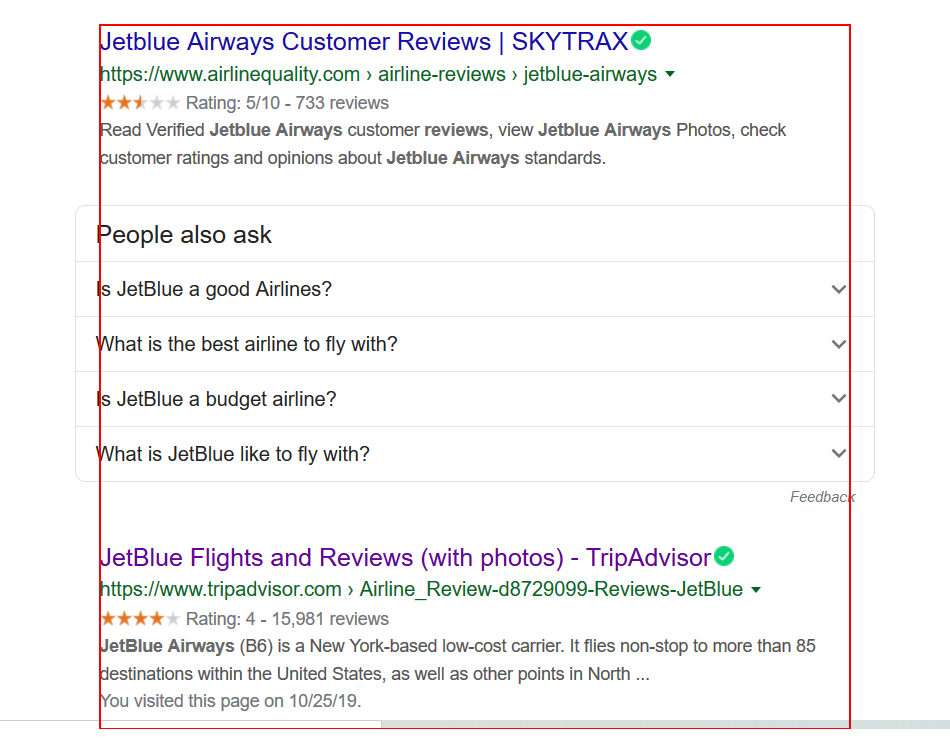 Jetblue Airways Customer Reviews | SKYTRAX
https://www.airlinequality.com › airline-reviews › jetblue-airways
Rating: 5/10 - 733 reviews
Read Verified Jetblue Airways customer reviews, view Jetblue Airways Photos, check
customer ratings and opinions about Jetblue Airways standards.
People also ask
Is JetBlue a good Airlines?
What is the best airline to fly with?
Is JetBlue a budget airline?
What is JetBlue like to fly with?
Feedback
JetBlue Flights and Reviews (with photos) - TripAdvisor
https://www.tripadvisor.com › Airline_Review-d8729099-Reviews-JetBlue
Rating: 4 - 15,981 reviews
JetBlue Airways (B6) is a New York-based low-cost carrier. It flies non-stop to more than 85
destinations within the United States, as well as other points in North ...
You visited this page on 10/25/19.